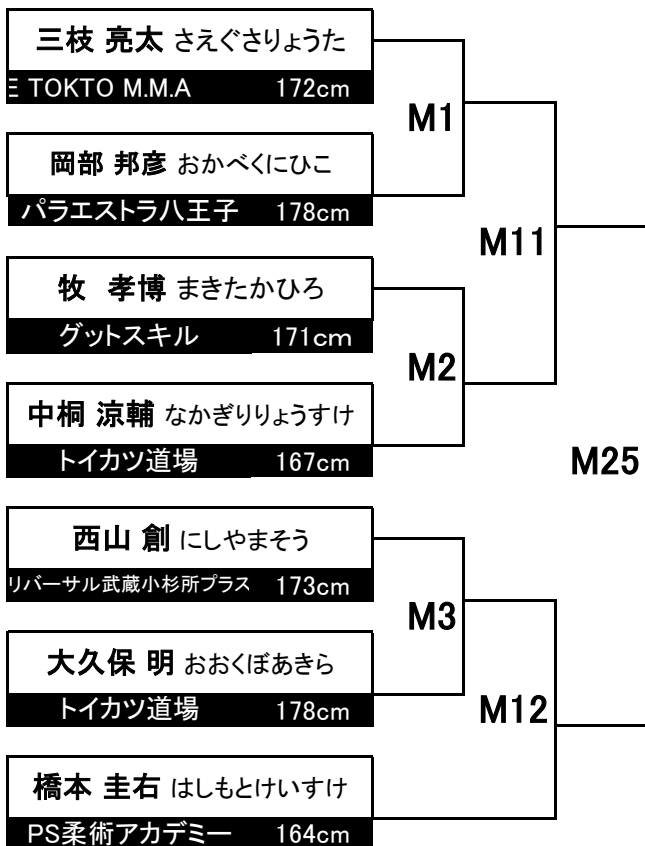 三枝 亮太 さえぐさりょうた
TOKTO M.M.A 172cm
M1
岡部 邦彦 おかべくにひこ
パラエストラ八王子 178cm
M11
牧 孝博 まきたかひろ
グットスキル 171cm
M2
中桐 涼輔 なかぎりりょうすけ
トイカツ道場 167cm
M25
西山 創 にしやまそう
リバーサル武蔵小杉所プラス 173cm
M3
大久保 明 おおくぼあきら
トイカツ道場 178cm
M12
橋本 圭右 はしもとけいすけ
PS柔術アカデミー 164cm